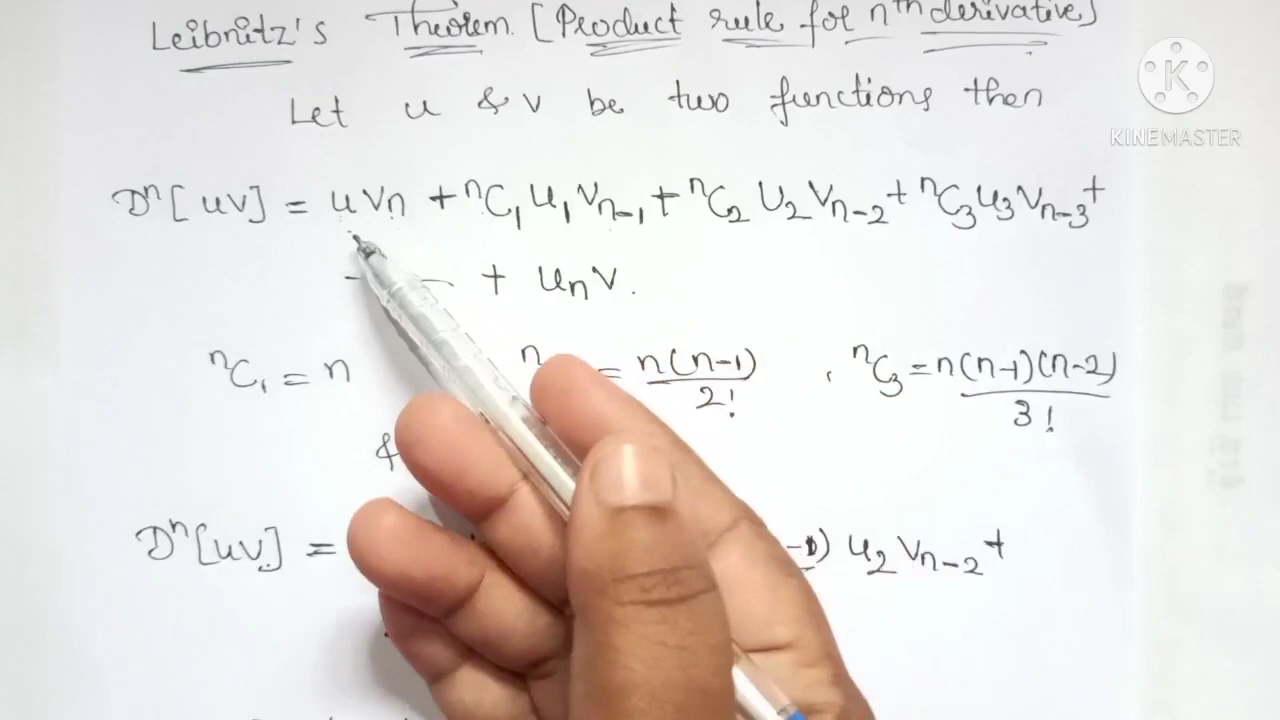 Leibnitz's Theorem [Product rule for nth derivative]
Let u & v be two functions then
KINEMASTER
Dⁿ[uv] = uVn + ⁿC₁ u₁ Vn-1 + ⁿC₂ U₂ Vn-2 + ⁿC₃ u₃ Vn-3 +
+ unv.
ⁿC₁ = n n = n(n-1)/2! , ⁿC₃ = n(n-1)(n-2)/3!
&
Dⁿ[uv] = -1) u₂ Vn-2 +